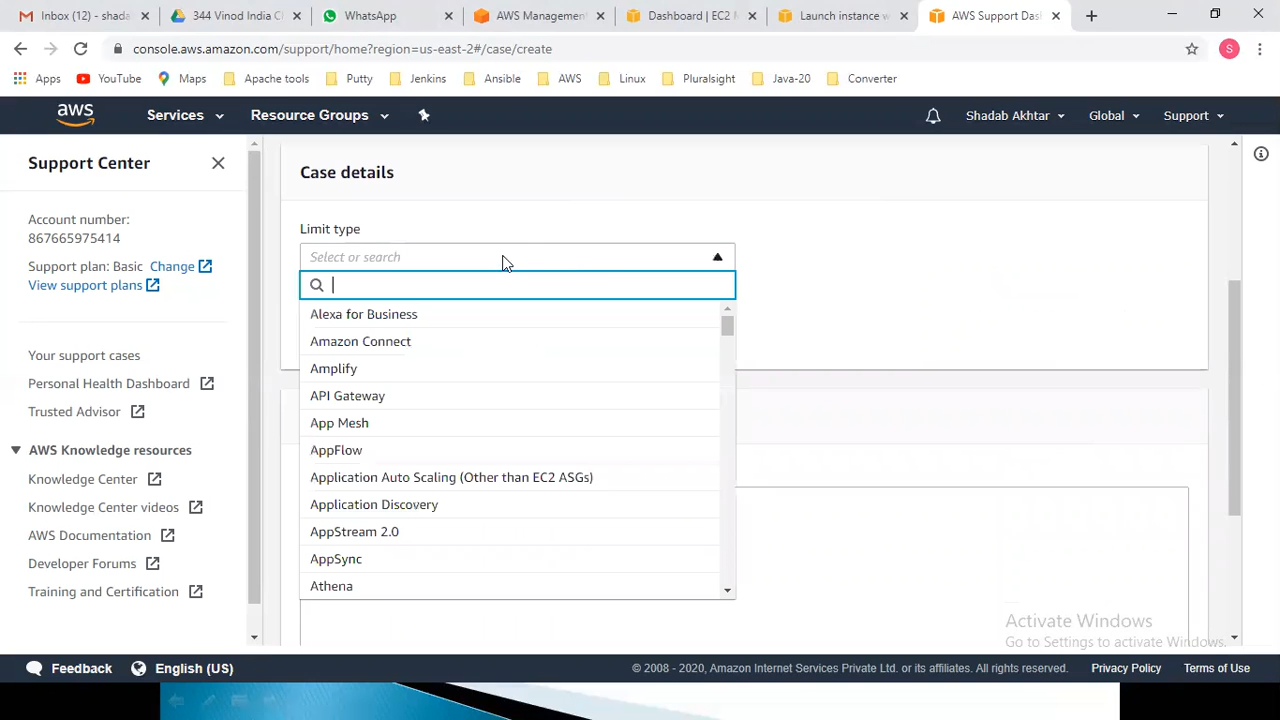 Inbox (12) - shada
344 Vinod India Ch
WhatsApp
AWS Management
Dashboard | EC2 M
Launch instance w
AWS Support Das
console.aws.amazon.com/support/home?region=us-east-2#/case/create
S
Apps
YouTube
Maps
Apache tools
Putty
Jenkins
Ansible
AWS
Linux
Pluralsight
Java-20
Converter
aws
Services
Resource Groups
Shadab Akhtar
Global
Support
Support Center
Account number:
867665975414
Support plan: Basic Change
View support plans
Your support cases
Personal Health Dashboard
Trusted Advisor
AWS Knowledge resources
Knowledge Center
Knowledge Center videos
AWS Documentation
Developer Forums
Training and Certification
Case details
Limit type
Select or search
Alexa for Business
Amazon Connect
Amplify
API Gateway
App Mesh
AppFlow
Application Auto Scaling (Other than EC2 ASGs)
Application Discovery
AppStream 2.0
AppSync
Athena
Activate Windows
Go to Settings to activate Windows.
Feedback
English (US)
© 2008 - 2020, Amazon Internet Services Private Ltd. or its affiliates. All rights reserved.
Privacy Policy
Terms of Use